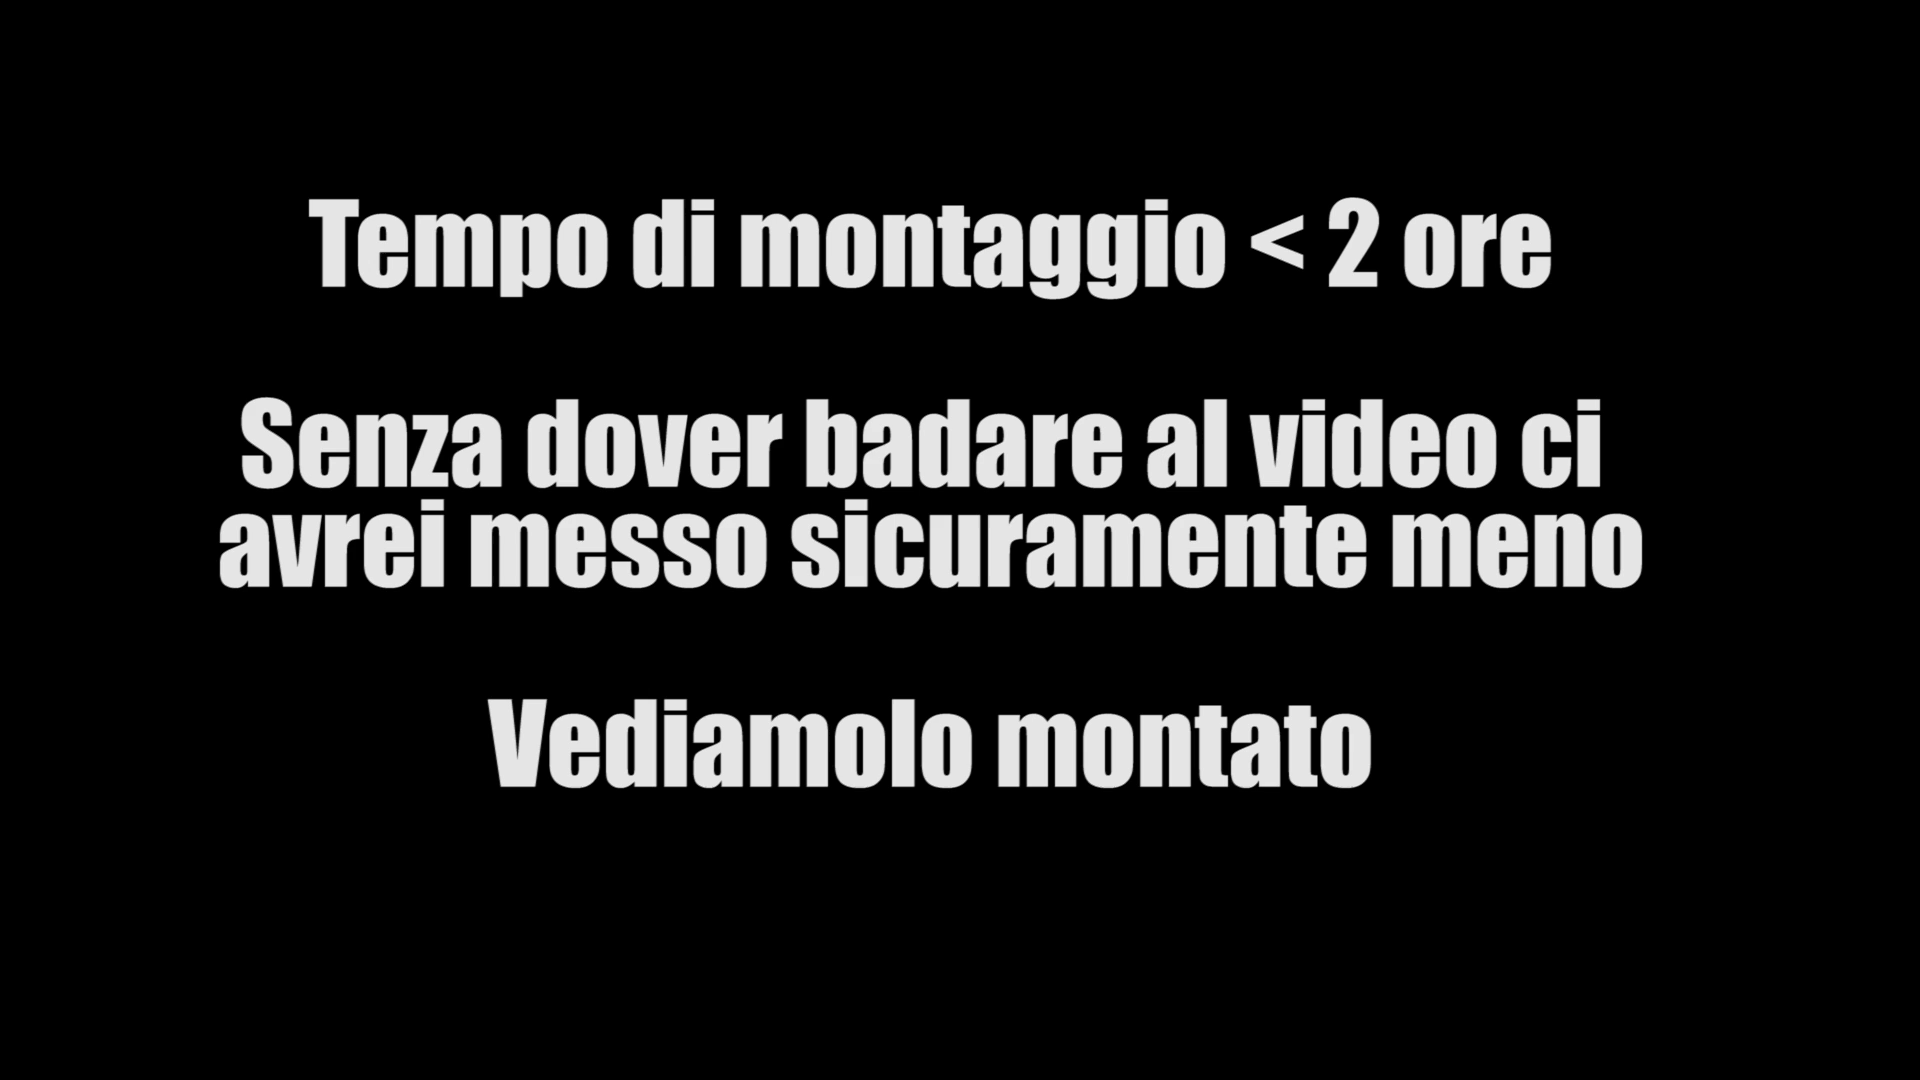 Tempo di montaggio < 2 ore
Senza dover badare al video ci
avrei messo sicuramente meno
Vediamolo montato